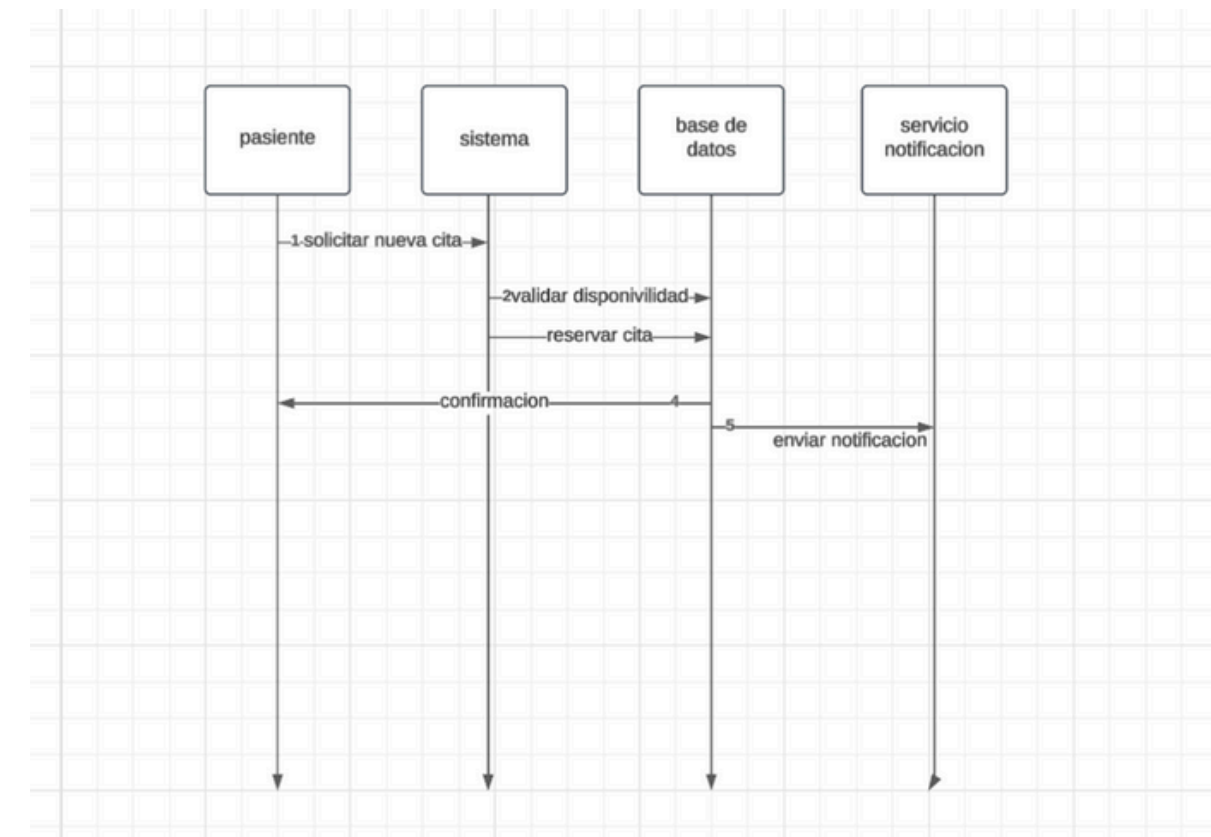 pasiente
sistema
base de
datos
servicio
notificacion
1 solicitar nueva cita
2validar disponivilidad
reservar cita
confirmacion 4
5
enviar notificacion